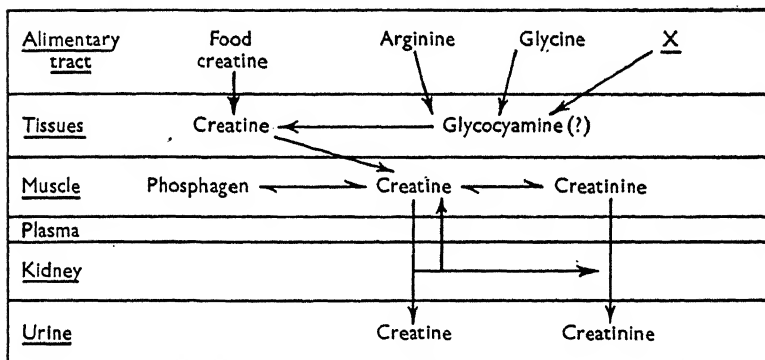 Alimentary Food Arginine Glycine X
tract creatine
Tissues Creatine Glycocyamine (?)
Muscle Phosphagen Creatine Creatinine
Plasma
Kidney
Urine Creatine Creatinine